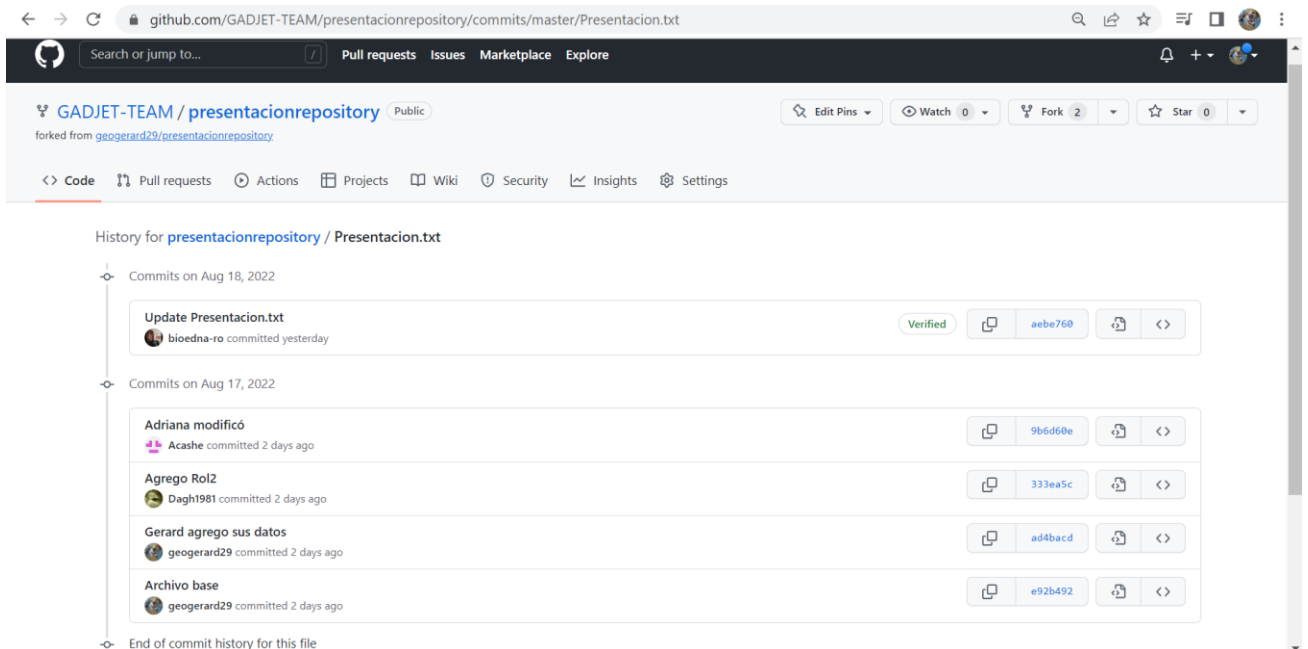 github.com/GADJET-TEAM/presentacionrepository/commits/master/Presentacion.txt
Search or jump to... / Pull requests Issues Marketplace Explore
GADJET-TEAM / presentacionrepository Public Edit Pins Watch 0 Fork 2 Star 0
forked from geogerard29/presentacionrepository
<> Code Pull requests Actions Projects Wiki Security Insights Settings
History for presentacionrepository / Presentacion.txt
Commits on Aug 18, 2022
Update Presentacion.txt
bioedna-ro committed yesterday
Verified aebe760
Commits on Aug 17, 2022
Adriana modificó
Acashe committed 2 days ago
9b6d60e
Agrego Rol2
Dagh1981 committed 2 days ago
333ea5c
Gerard agrego sus datos
geogerard29 committed 2 days ago
ad4bacd
Archivo base
geogerard29 committed 2 days ago
e92b492
End of commit history for this file